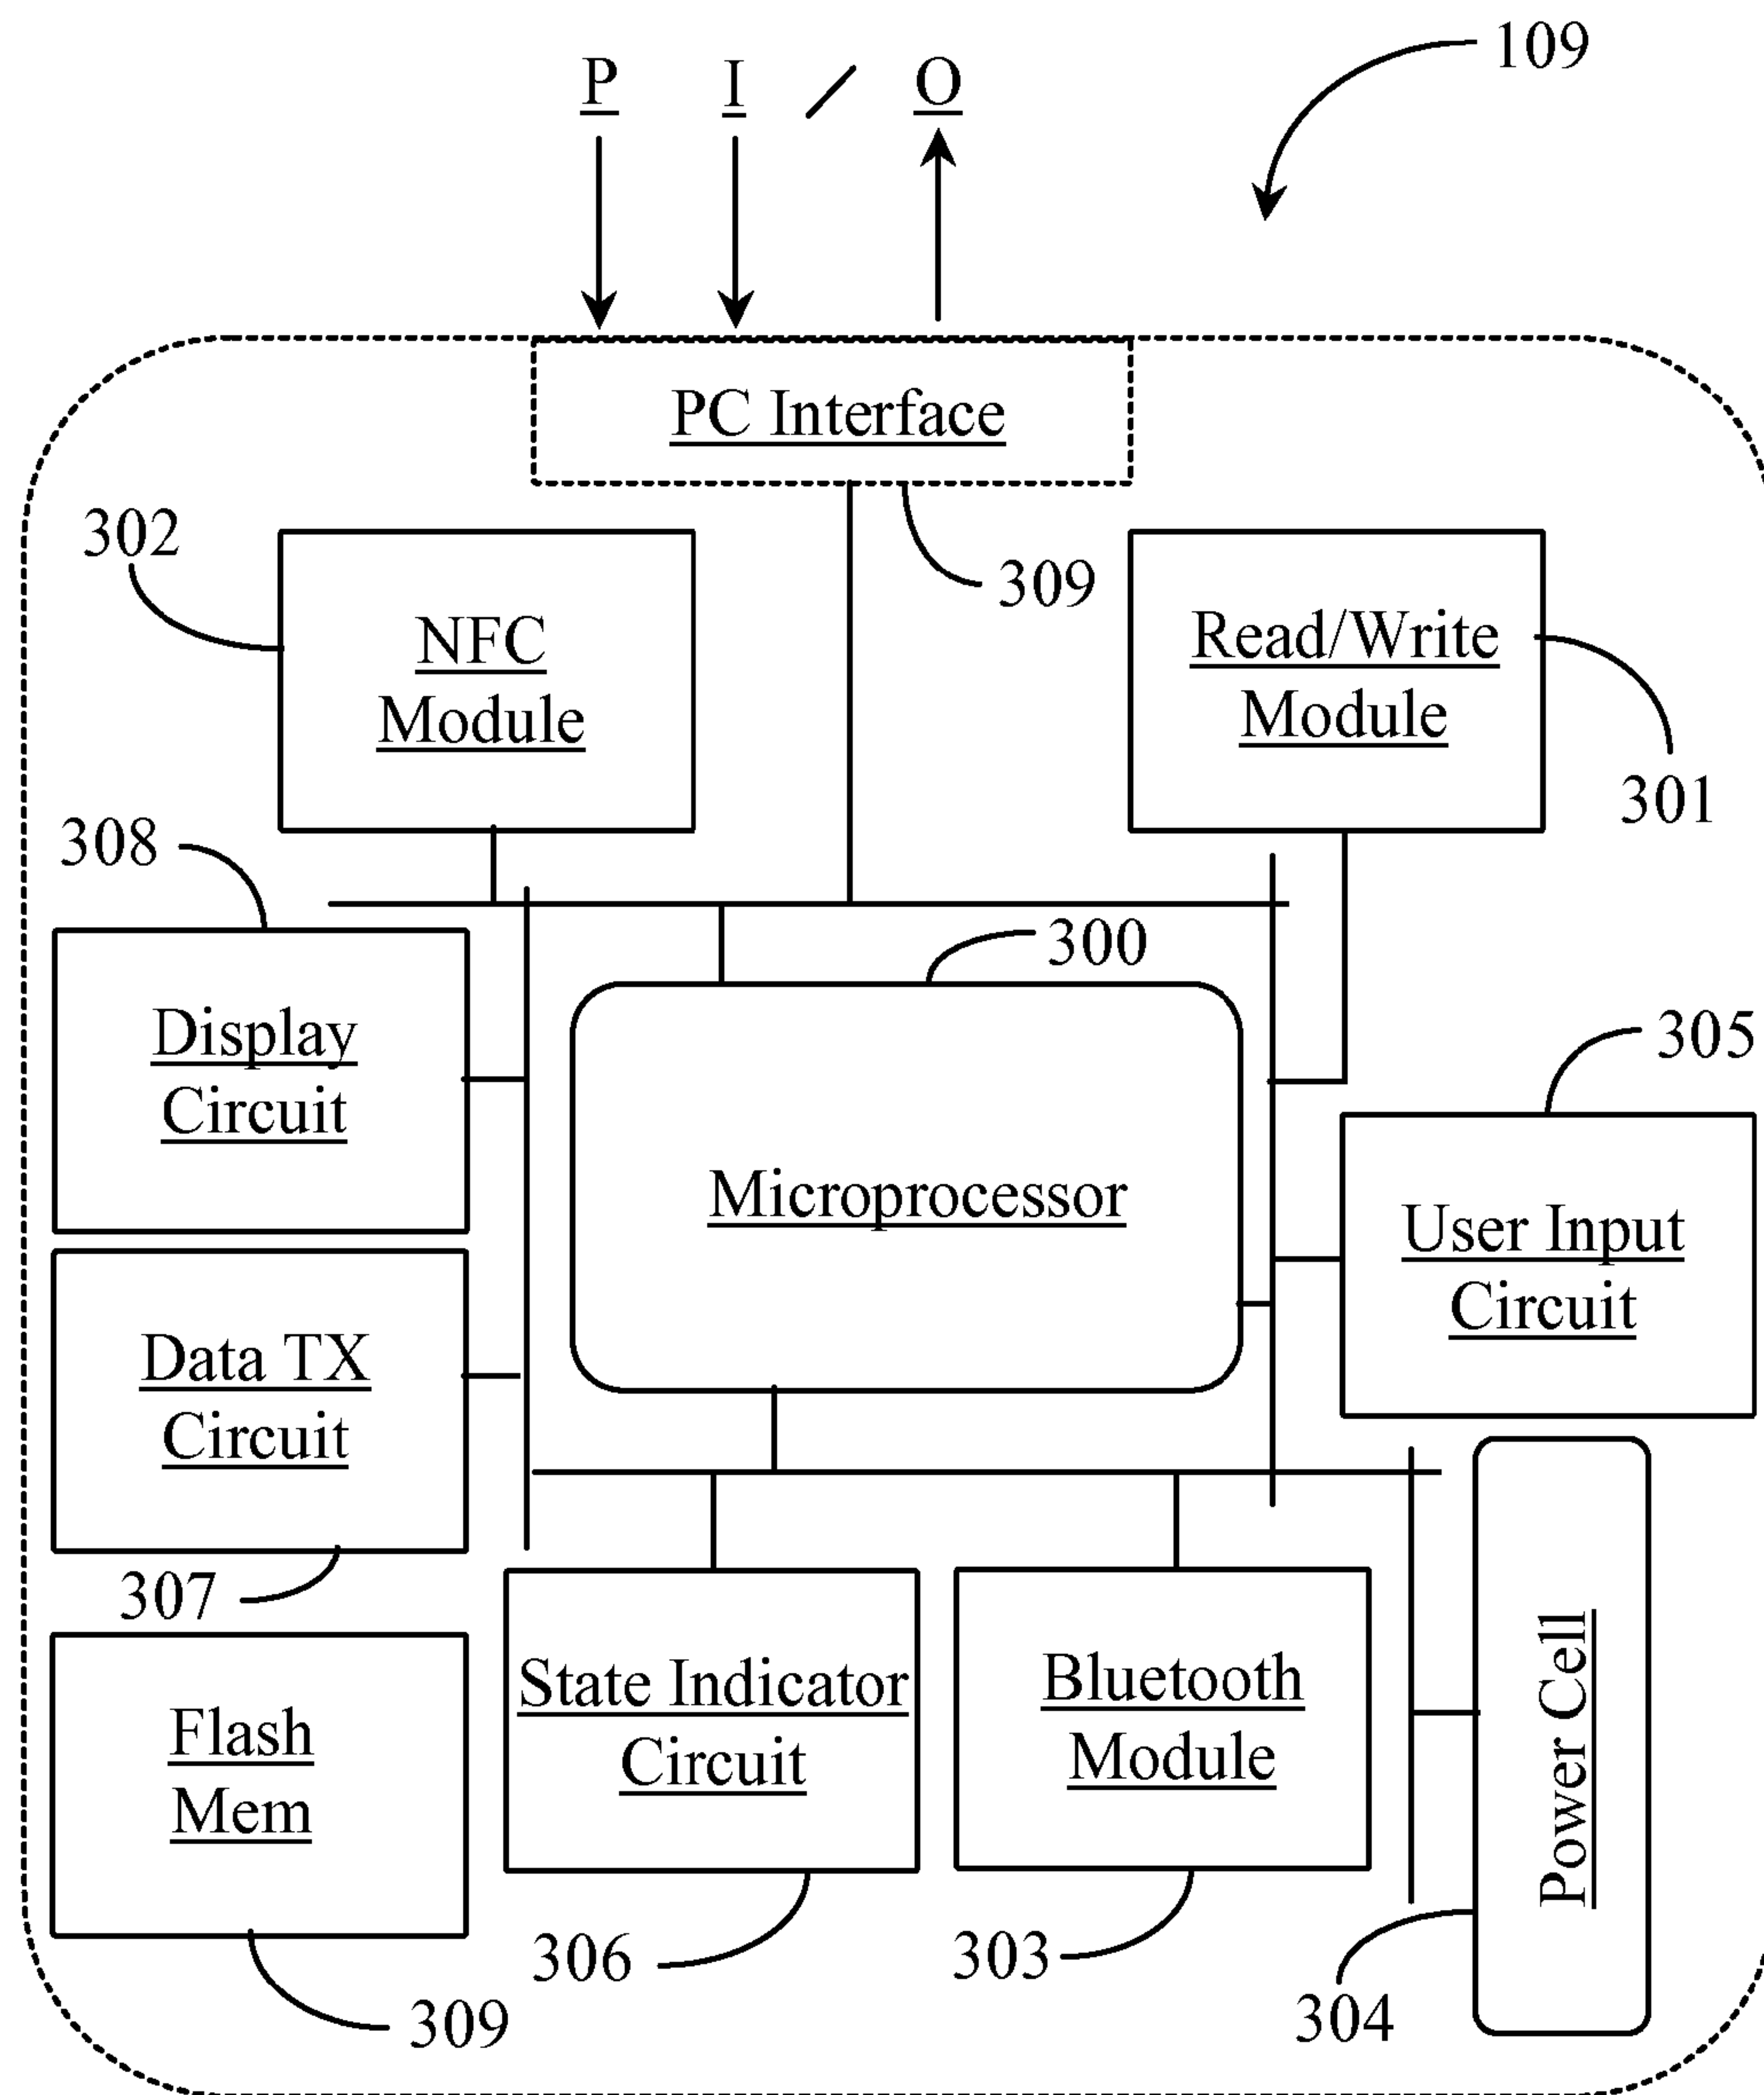 109
P I / O
PC Interface
302
309
NFC
Module
Read/Write
Module
301
308
300
Display
Circuit
305
Microprocessor
User Input
Circuit
Data TX
Circuit
307
State Indicator
Circuit
Bluetooth
Module
Power Cell
Flash
Mem
306
303
304
309